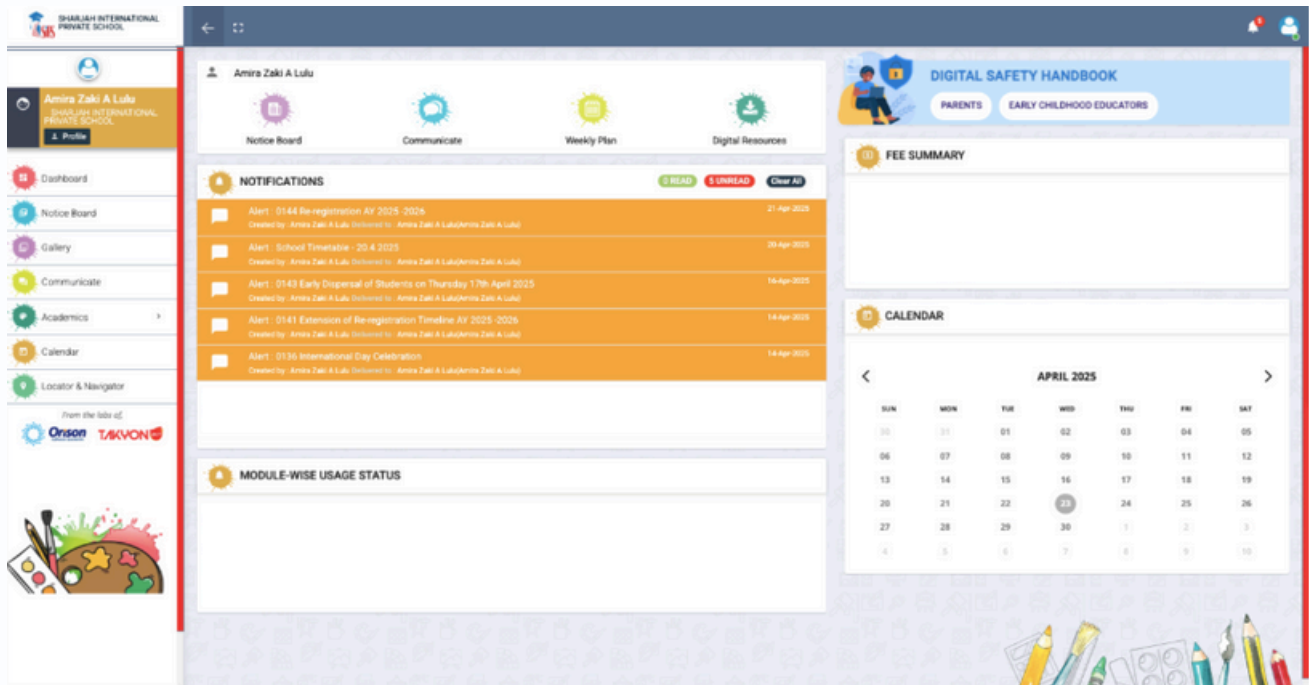 SHARJAH INTERNATIONAL
PRIVATE SCHOOL
SIS
Amira Zaki A Lulu
SHARJAH INTERNATIONAL
PRIVATE SCHOOL
Profile
Dashboard
Notice Board
Gallery
Communicate
Academics
Calendar
Locator & Navigator
From the labs of,
Orison TAKYON
Amira Zaki A Lulu
Notice Board Communicate Weekly Plan Digital Resources
NOTIFICATIONS 0 READ 5 UNREAD Clear All
Alert : 0144 Re-registration AY 2025 -2026 21-Apr-2025
Created by : Amira Zaki A Lulu Delivered to : Amira Zaki A Lulu(Amira Zaki A Lulu)
Alert : School Timetable - 20.4.2025 20-Apr-2025
Created by : Amira Zaki A Lulu Delivered to : Amira Zaki A Lulu(Amira Zaki A Lulu)
Alert : 0143 Early Dispersal of Students on Thursday 17th April 2025 16-Apr-2025
Created by : Amira Zaki A Lulu Delivered to : Amira Zaki A Lulu(Amira Zaki A Lulu)
Alert : 0141 Extension of Re-registration Timeline AY 2025 -2026 14-Apr-2025
Created by : Amira Zaki A Lulu Delivered to : Amira Zaki A Lulu(Amira Zaki A Lulu)
Alert : 0136 International Day Celebration 14-Apr-2025
Created by : Amira Zaki A Lulu Delivered to : Amira Zaki A Lulu(Amira Zaki A Lulu)
MODULE-WISE USAGE STATUS
DIGITAL SAFETY HANDBOOK
PARENTS EARLY CHILDHOOD EDUCATORS
FEE SUMMARY
CALENDAR
APRIL 2025
SUN MON TUE WED THU FRI SAT
30 31 01 02 03 04 05
06 07 08 09 10 11 12
13 14 15 16 17 18 19
20 21 22 23 24 25 26
27 28 29 30 1 2 3
4 5 6 7 8 9 10